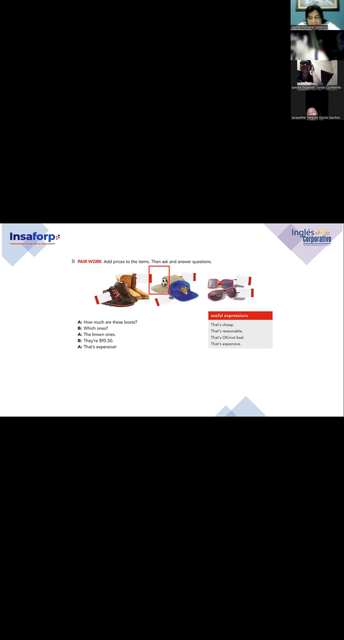 Insaforp
Inglés
corporativo
D PAIR WORK Add prices to the items. Then ask and answer questions.
A: How much are these boots?
B: Which ones?
A: The brown ones.
B: They're $95.50.
A: That's expensive!
useful expressions
That's cheap.
That's reasonable.
That's OK/not bad.
That's expensive.